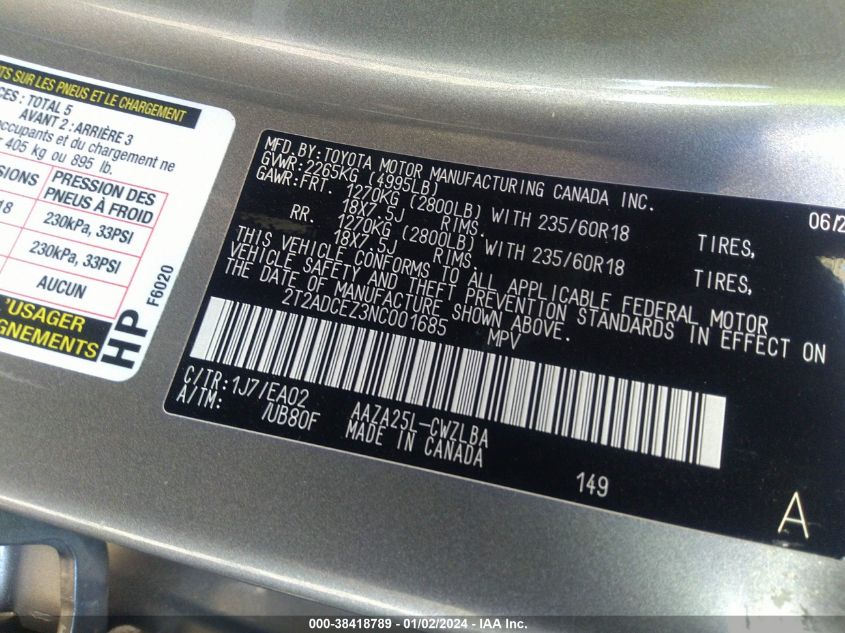 TS SUR LES PNEUS ET LE CHARGEMENT
CES : TOTAL 5
AVANT 2 : ARRIÈRE 3
occupants et du chargement ne
405 kg ou 895 lb.
PRESSION DES
PNEUS À FROID
18
230kPa, 33PSI
230kPa, 33PSI
AUCUN
L'USAGER
GNEMENTS
HP
F6020
MFD.BY:TOYOTA MOTOR MANUFACTURING CANADA INC.
GVWR:2265KG (4995LB) 06/2
GAWR:FRT. 1270KG (2800LB) WITH 235/60R18 TIRES,
18X7.5J RIMS.
RR. 1270KG (2800LB) WITH 235/60R18 TIRES,
18X7.5J RIMS.
THIS VEHICLE CONFORMS TO ALL APPLICABLE FEDERAL MOTOR
VEHICLE SAFETY AND THEFT PREVENTION STANDARDS IN EFFECT ON
THE DATE OF MANUFACTURE SHOWN ABOVE.
2T2ADCEZ3NC001685 MPV
C/TR:1J7/EA02 AAZA25L-CWZLBA
A/TM: /UB80F MADE IN CANADA
149
A
000-38418789 - 01/02/2024 - IAA Inc.